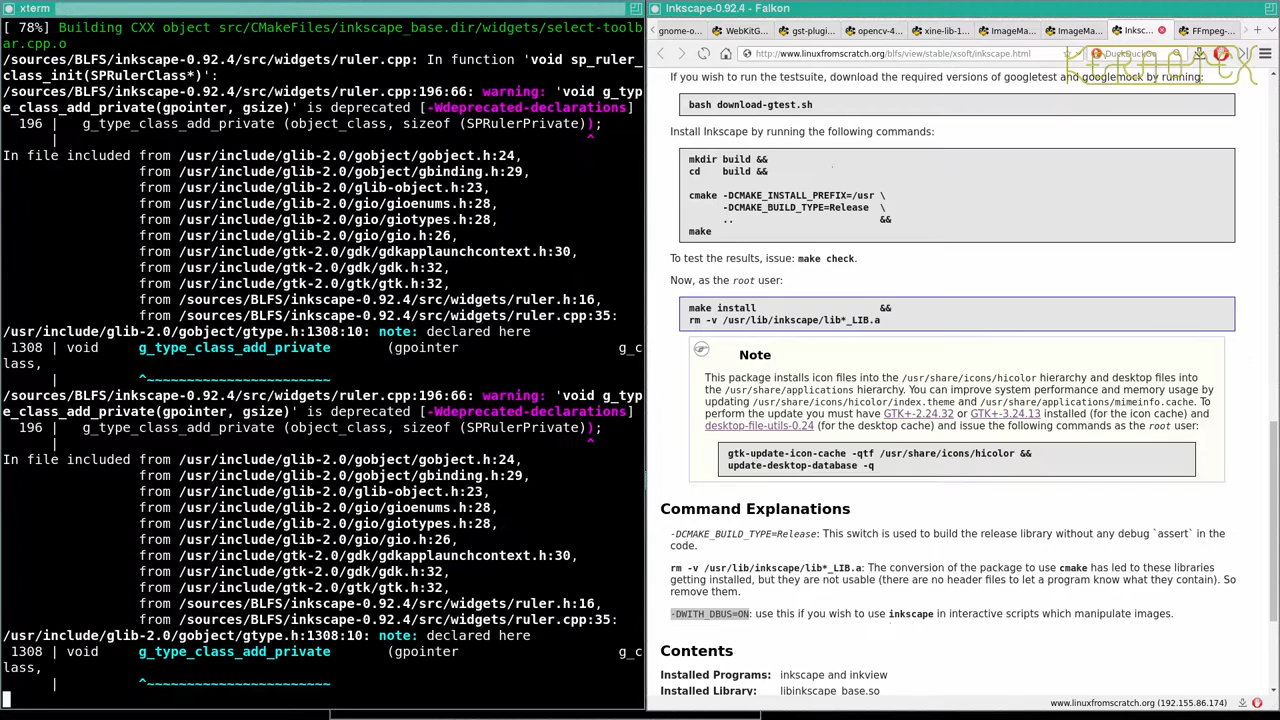 xterm
[ 78%] Building CXX object src/CMakeFiles/inkscape_base.dir/widgets/select-toolb
ar.cpp.o
/sources/BLFS/inkscape-0.92.4/src/widgets/ruler.cpp: In function 'void sp_ruler_
class_init(SPRulerClass*)':
/sources/BLFS/inkscape-0.92.4/src/widgets/ruler.cpp:196:66: warning: 'void g_typ
e_class_add_private(gpointer, gsize)' is deprecated [-Wdeprecated-declarations]
196 | g_type_class_add_private (object_class, sizeof (SPRulerPrivate));
| ^
In file included from /usr/include/glib-2.0/gobject/gobject.h:24,
from /usr/include/glib-2.0/gobject/gbinding.h:29,
from /usr/include/glib-2.0/glib-object.h:23,
from /usr/include/glib-2.0/gio/gioenums.h:28,
from /usr/include/glib-2.0/gio/giotypes.h:28,
from /usr/include/glib-2.0/gio/gio.h:26,
from /usr/include/gtk-2.0/gdk/gdkapplaunchcontext.h:30,
from /usr/include/gtk-2.0/gdk/gdk.h:32,
from /usr/include/gtk-2.0/gtk/gtk.h:32,
from /sources/BLFS/inkscape-0.92.4/src/widgets/ruler.h:16,
from /sources/BLFS/inkscape-0.92.4/src/widgets/ruler.cpp:35:
/usr/include/glib-2.0/gobject/gtype.h:1308:10: note: declared here
1308 | void g_type_class_add_private (gpointer g_c
lass,
| ^~~~~~~~~~~~~~~~~~~~~~~~
/sources/BLFS/inkscape-0.92.4/src/widgets/ruler.cpp:196:66: warning: 'void g_typ
e_class_add_private(gpointer, gsize)' is deprecated [-Wdeprecated-declarations]
196 | g_type_class_add_private (object_class, sizeof (SPRulerPrivate));
| ^
In file included from /usr/include/glib-2.0/gobject/gobject.h:24,
from /usr/include/glib-2.0/gobject/gbinding.h:29,
from /usr/include/glib-2.0/glib-object.h:23,
from /usr/include/glib-2.0/gio/gioenums.h:28,
from /usr/include/glib-2.0/gio/giotypes.h:28,
from /usr/include/glib-2.0/gio/gio.h:26,
from /usr/include/gtk-2.0/gdk/gdkapplaunchcontext.h:30,
from /usr/include/gtk-2.0/gdk/gdk.h:32,
from /usr/include/gtk-2.0/gtk/gtk.h:32,
from /sources/BLFS/inkscape-0.92.4/src/widgets/ruler.h:16,
from /sources/BLFS/inkscape-0.92.4/src/widgets/ruler.cpp:35:
/usr/include/glib-2.0/gobject/gtype.h:1308:10: note: declared here
1308 | void g_type_class_add_private (gpointer g_c
lass,
| ^~~~~~~~~~~~~~~~~~~~~~~~
Inkscape-0.92.4 - Falkon
gnome-o... WebKitG... gst-plugi... opencv-4... xine-lib-1... ImageMa... ImageMa... Inksc... FFmpeg-...
http://www.linuxfromscratch.org/blfs/view/stable/xsoft/inkscape.html DuckDuckGo
If you wish to run the testsuite, download the required versions of googletest and googlemock by running:
bash download-gtest.sh
Install Inkscape by running the following commands:
mkdir build &&
cd build &&
cmake -DCMAKE_INSTALL_PREFIX=/usr \
-DCMAKE_BUILD_TYPE=Release \
.. &&
make
To test the results, issue: make check.
Now, as the root user:
make install &&
rm -v /usr/lib/inkscape/lib*_LIB.a
Note
This package installs icon files into the /usr/share/icons/hicolor hierarchy and desktop files into
the /usr/share/applications hierarchy. You can improve system performance and memory usage by
updating /usr/share/icons/hicolor/index.theme and /usr/share/applications/mimeinfo.cache. To
perform the update you must have GTK+-2.24.32 or GTK+-3.24.13 installed (for the icon cache) and
desktop-file-utils-0.24 (for the desktop cache) and issue the following commands as the root user:
gtk-update-icon-cache -qtf /usr/share/icons/hicolor &&
update-desktop-database -q
Command Explanations
-DCMAKE_BUILD_TYPE=Release: This switch is used to build the release library without any debug `assert` in the
code.
rm -v /usr/lib/inkscape/lib*_LIB.a: The conversion of the package to use cmake has led to these libraries
getting installed, but they are not usable (there are no header files to let a program know what they contain). So
remove them.
-DWITH_DBUS=ON: use this if you wish to use inkscape in interactive scripts which manipulate images.
Contents
Installed Programs: inkscape and inkview
Installed Library: libinkscape_base.so
www.linuxfromscratch.org (192.155.86.174)